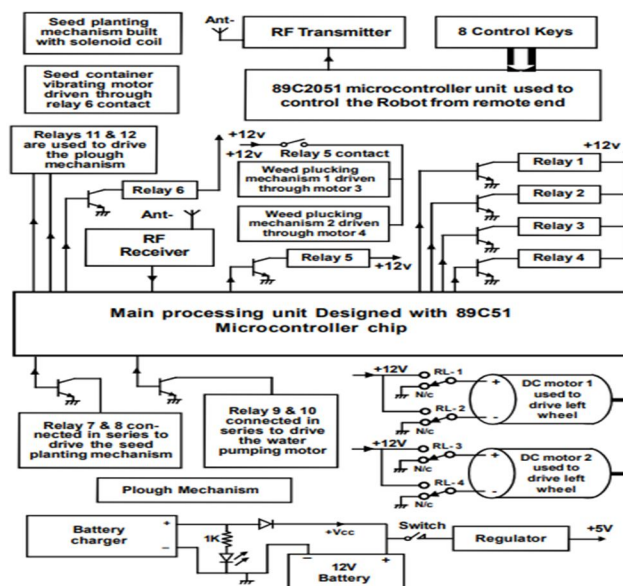 Seed planting
mechanism built
with solenoid coil
Ant-
RF Transmitter
8 Control Keys
Seed container
vibrating motor
driven through
relay 6 contact
89C2051 microcontroller unit used to
control the Robot from remote end
Relays 11 & 12
are used to drive
the plough
mechanism
+12v
+12v
Relay 5 contact
Weed plucking
mechanism 1 driven
through motor 3
Weed plucking
mechanism 2 driven
through motor 4
Relay 6
Ant-
RF
Receiver
Relay 5
+12v
+12v
Relay 1
Relay 2
Relay 3
Relay 4
Main processing unit Designed with 89C51
Microcontroller chip
Relay 7 & 8 con-
nected in series to
drive the seed
planting mechanism
Relay 9 & 10
connected in
series to drive
the water
pumping motor
+12V
RL- 1
N/c
RL- 2
N/c
+
-
DC motor 1
used to
drive left
wheel
+12V
RL- 3
N/c
RL- 4
N/c
+
-
DC motor 2
used to
drive left
wheel
Plough Mechanism
Battery
charger
+
–
1K
+Vcc
–
+
12V
Battery
Switch
Regulator
+5V